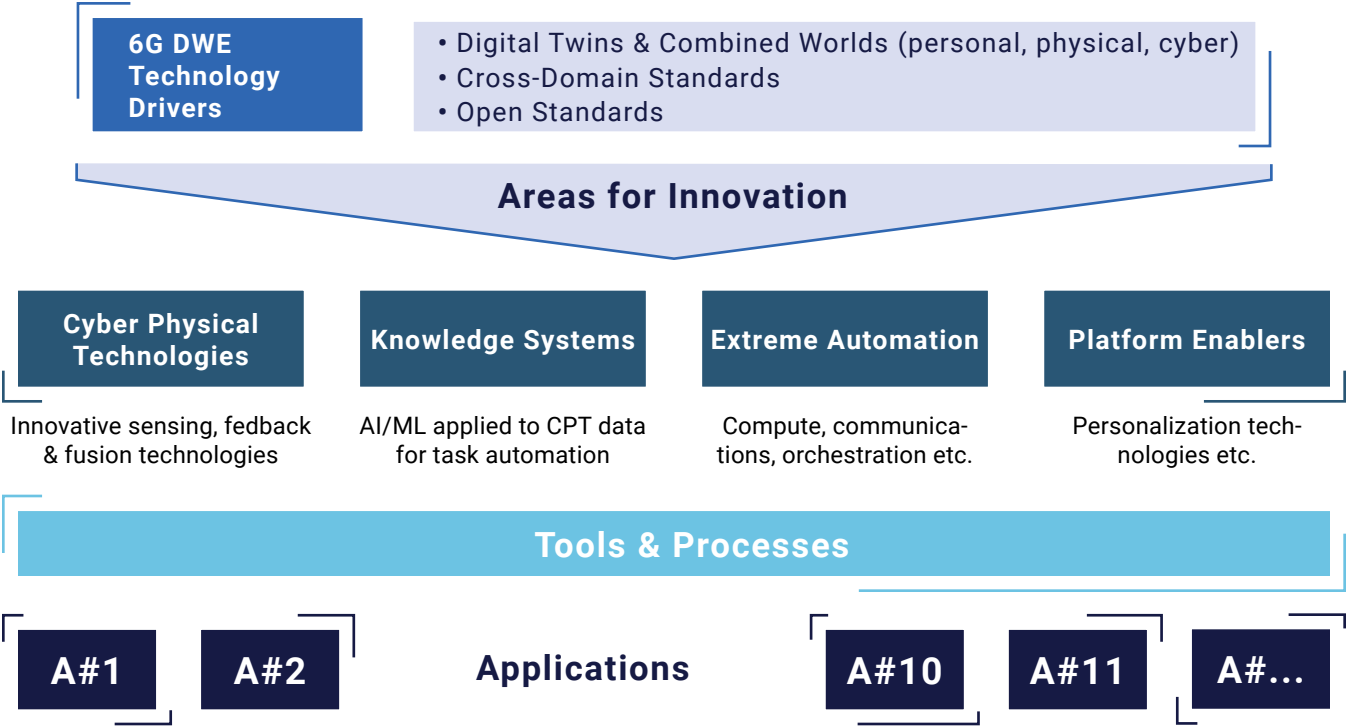 6G DWE
Technology
Drivers
• Digital Twins & Combined Worlds (personal, physical, cyber)
• Cross-Domain Standards
• Open Standards
Areas for Innovation
Cyber Physical
Technologies
Knowledge Systems
Extreme Automation
Platform Enablers
Innovative sensing, fedback
& fusion technologies
AI/ML applied to CPT data
for task automation
Compute, communica-
tions, orchestration etc.
Personalization tech-
nologies etc.
Tools & Processes
A#1
A#2
Applications
A#10
A#11
A#...